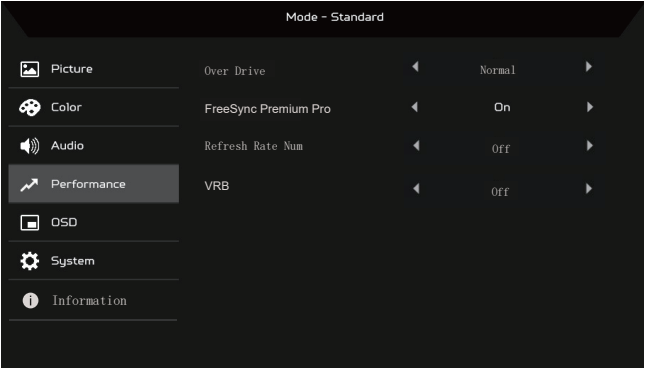 Mode - Standard
Picture
Over Drive Normal
Color
FreeSync Premium Pro On
Audio
Refresh Rate Num Off
Performance
VRB Off
OSD
System
Information